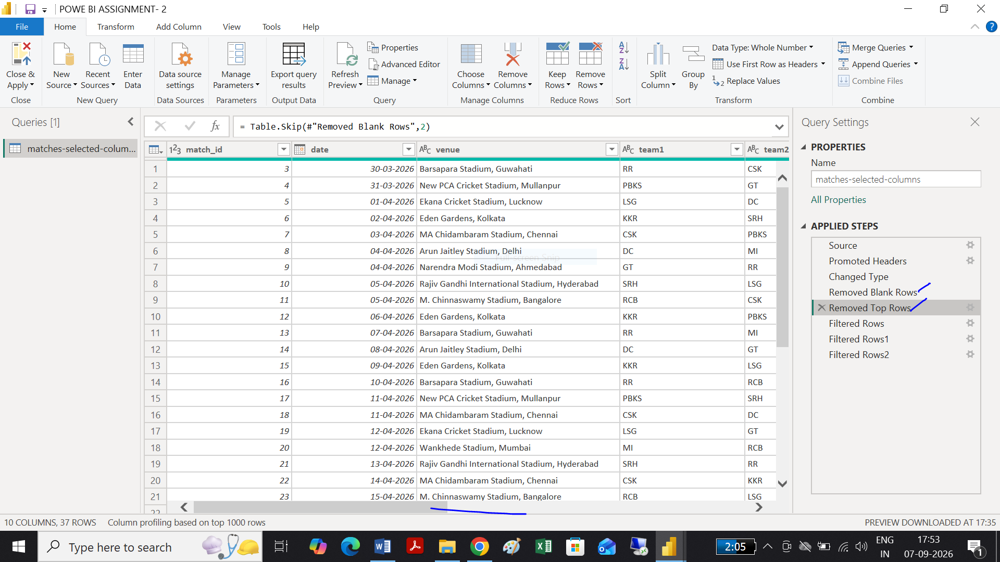 POWE BI ASSIGNMENT- 2
File Home Transform Add Column View Tools Help
Close & Apply
Close
New Source
Recent Sources
Enter Data
New Query
Data source settings
Data Sources
Manage Parameters
Parameters
Export query results
Output Data
Refresh Preview
Properties
Advanced Editor
Manage
Query
Choose Columns
Remove Columns
Manage Columns
Keep Rows
Remove Rows
Reduce Rows
Sort
Split Column
Group By
Data Type: Whole Number
Use First Row as Headers
Replace Values
Transform
Merge Queries
Append Queries
Combine Files
Combine
Queries [1]
matches-selected-colum...
fx
= Table.Skip(#"Removed Blank Rows",2)
match_id date venue team1 team2
1 3 30-03-2026 Barsapara Stadium, Guwahati RR CSK
2 4 31-03-2026 New PCA Cricket Stadium, Mullanpur PBKS GT
3 5 01-04-2026 Ekana Cricket Stadium, Lucknow LSG DC
4 6 02-04-2026 Eden Gardens, Kolkata KKR SRH
5 7 03-04-2026 MA Chidambaram Stadium, Chennai CSK PBKS
6 8 04-04-2026 Arun Jaitley Stadium, Delhi DC MI
Full-screen Snip
7 9 04-04-2026 Narendra Modi Stadium, Ahmedabad GT RR
8 10 05-04-2026 Rajiv Gandhi International Stadium, Hyderabad SRH LSG
9 11 05-04-2026 M. Chinnaswamy Stadium, Bangalore RCB CSK
10 12 06-04-2026 Eden Gardens, Kolkata KKR PBKS
11 13 07-04-2026 Barsapara Stadium, Guwahati RR MI
12 14 08-04-2026 Arun Jaitley Stadium, Delhi DC GT
13 15 09-04-2026 Eden Gardens, Kolkata KKR LSG
14 16 10-04-2026 Barsapara Stadium, Guwahati RR RCB
15 17 11-04-2026 New PCA Cricket Stadium, Mullanpur PBKS SRH
16 18 11-04-2026 MA Chidambaram Stadium, Chennai CSK DC
17 19 12-04-2026 Ekana Cricket Stadium, Lucknow LSG GT
18 20 12-04-2026 Wankhede Stadium, Mumbai MI RCB
19 21 13-04-2026 Rajiv Gandhi International Stadium, Hyderabad SRH RR
20 22 14-04-2026 MA Chidambaram Stadium, Chennai CSK KKR
21 23 15-04-2026 M. Chinnaswamy Stadium, Bangalore RCB LSG
22
Query Settings
PROPERTIES
Name
matches-selected-columns
All Properties
APPLIED STEPS
Source
Promoted Headers
Changed Type
Removed Blank Rows
Removed Top Rows
Filtered Rows
Filtered Rows1
Filtered Rows2
10 COLUMNS, 37 ROWS Column profiling based on top 1000 rows
PREVIEW DOWNLOADED AT 17:35
Type here to search
2:05
ENG
IN
17:53
07-09-2026
1